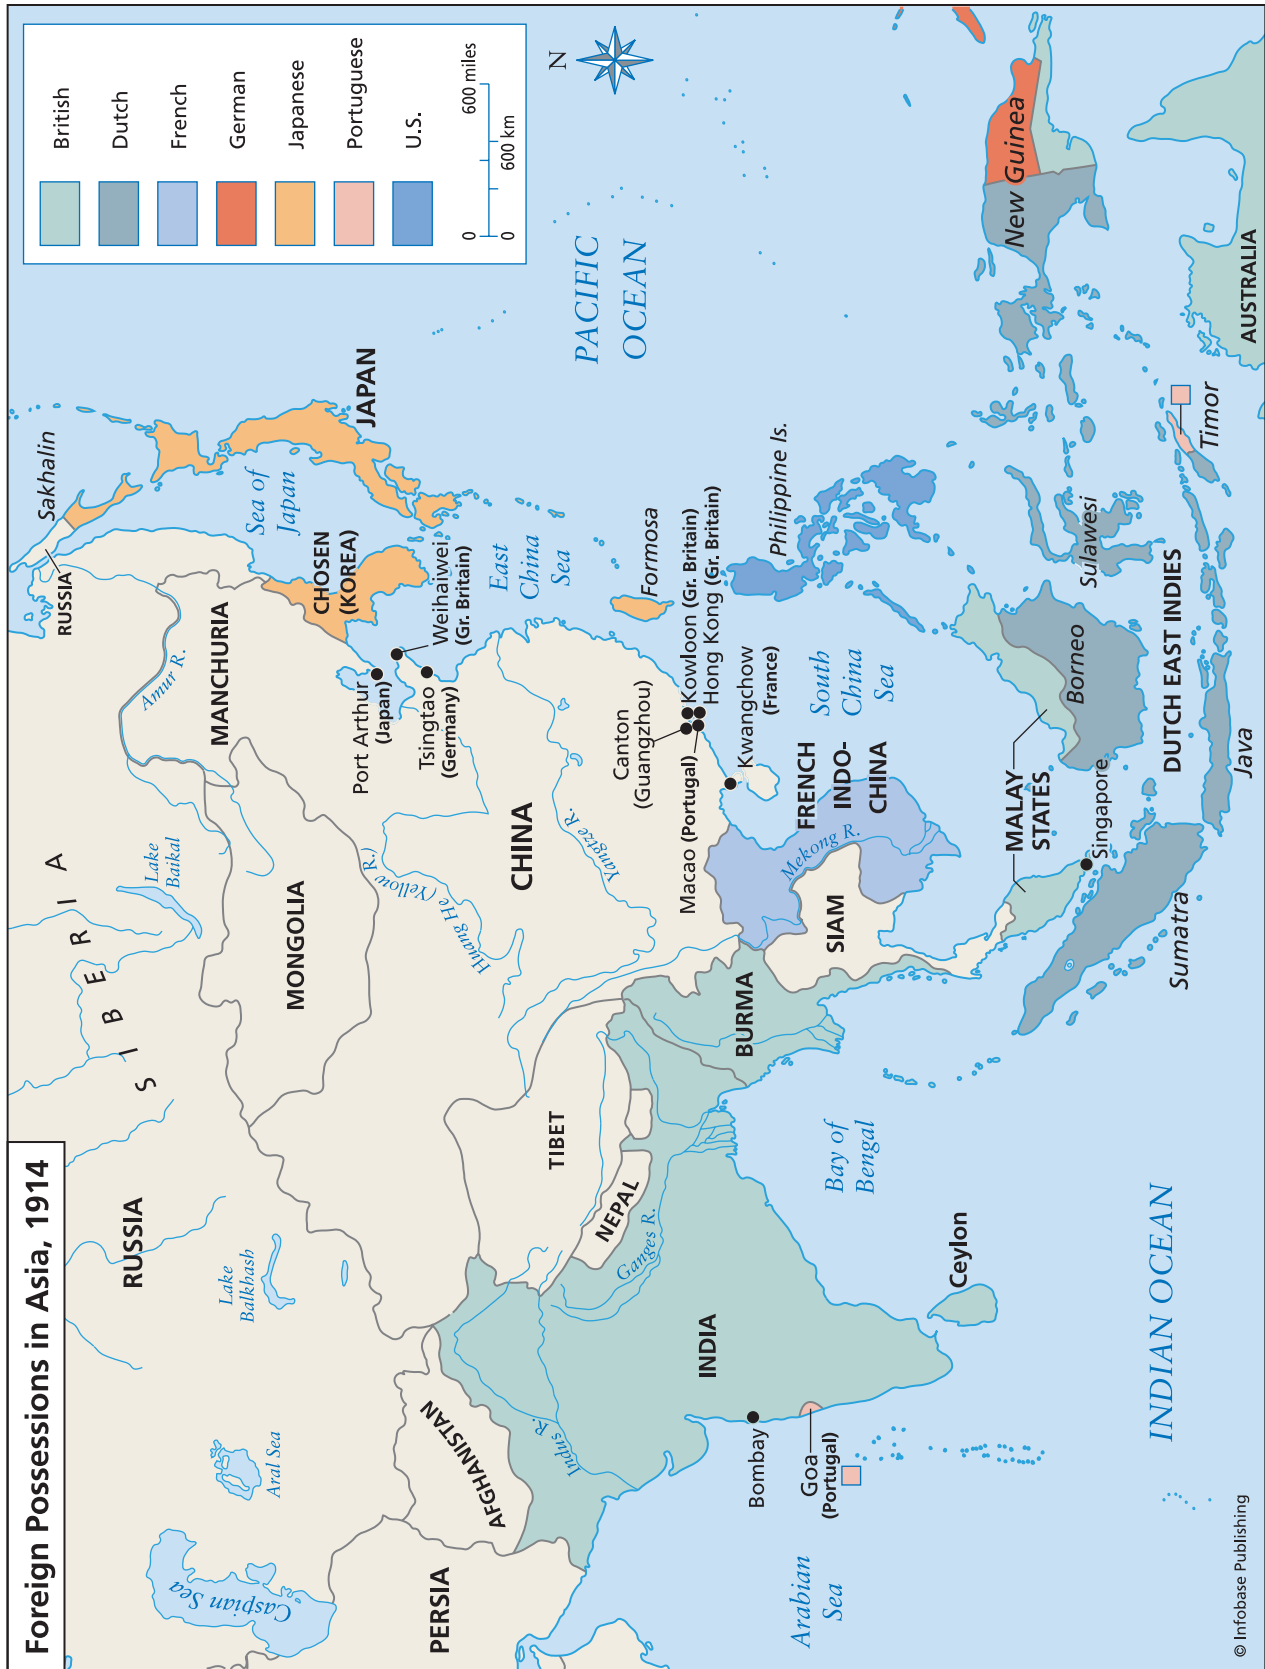 Foreign Possessions in Asia, 1914
British
Dutch
French
German
Japanese
Portuguese
U.S.
0
600 miles
0
600 km
N
RUSSIA
S I B E R I A
Lake
Baikal
Lake
Balkhash
Aral Sea
Caspian Sea
RUSSIA
Sakhalin
Amur R.
MANCHURIA
MONGOLIA
Sea of
Japan
JAPAN
CHOSEN
(KOREA)
Port Arthur
(Japan)
Weihaiwei
(Gr. Britain)
Tsingtao
(Germany)
East
China
Sea
PACIFIC
OCEAN
Huang He (Yellow R.)
CHINA
Yangtze R.
TIBET
NEPAL
AFGHANISTAN
PERSIA
Indus R.
Ganges R.
INDIA
Bombay
Goa
(Portugal)
Arabian
Sea
Bay of
Bengal
Ceylon
INDIAN OCEAN
BURMA
SIAM
Mekong R.
FRENCH
INDO-
CHINA
Canton
(Guangzhou)
Macao (Portugal)
Kowloon (Gr. Britain)
Hong Kong (Gr. Britain)
Kwangchow
(France)
Formosa
South
China
Sea
Philippine Is.
MALAY
STATES
Singapore
Borneo
Sumatra
Java
DUTCH EAST INDIES
Sulawesi
Timor
New Guinea
AUSTRALIA
© Infobase Publishing